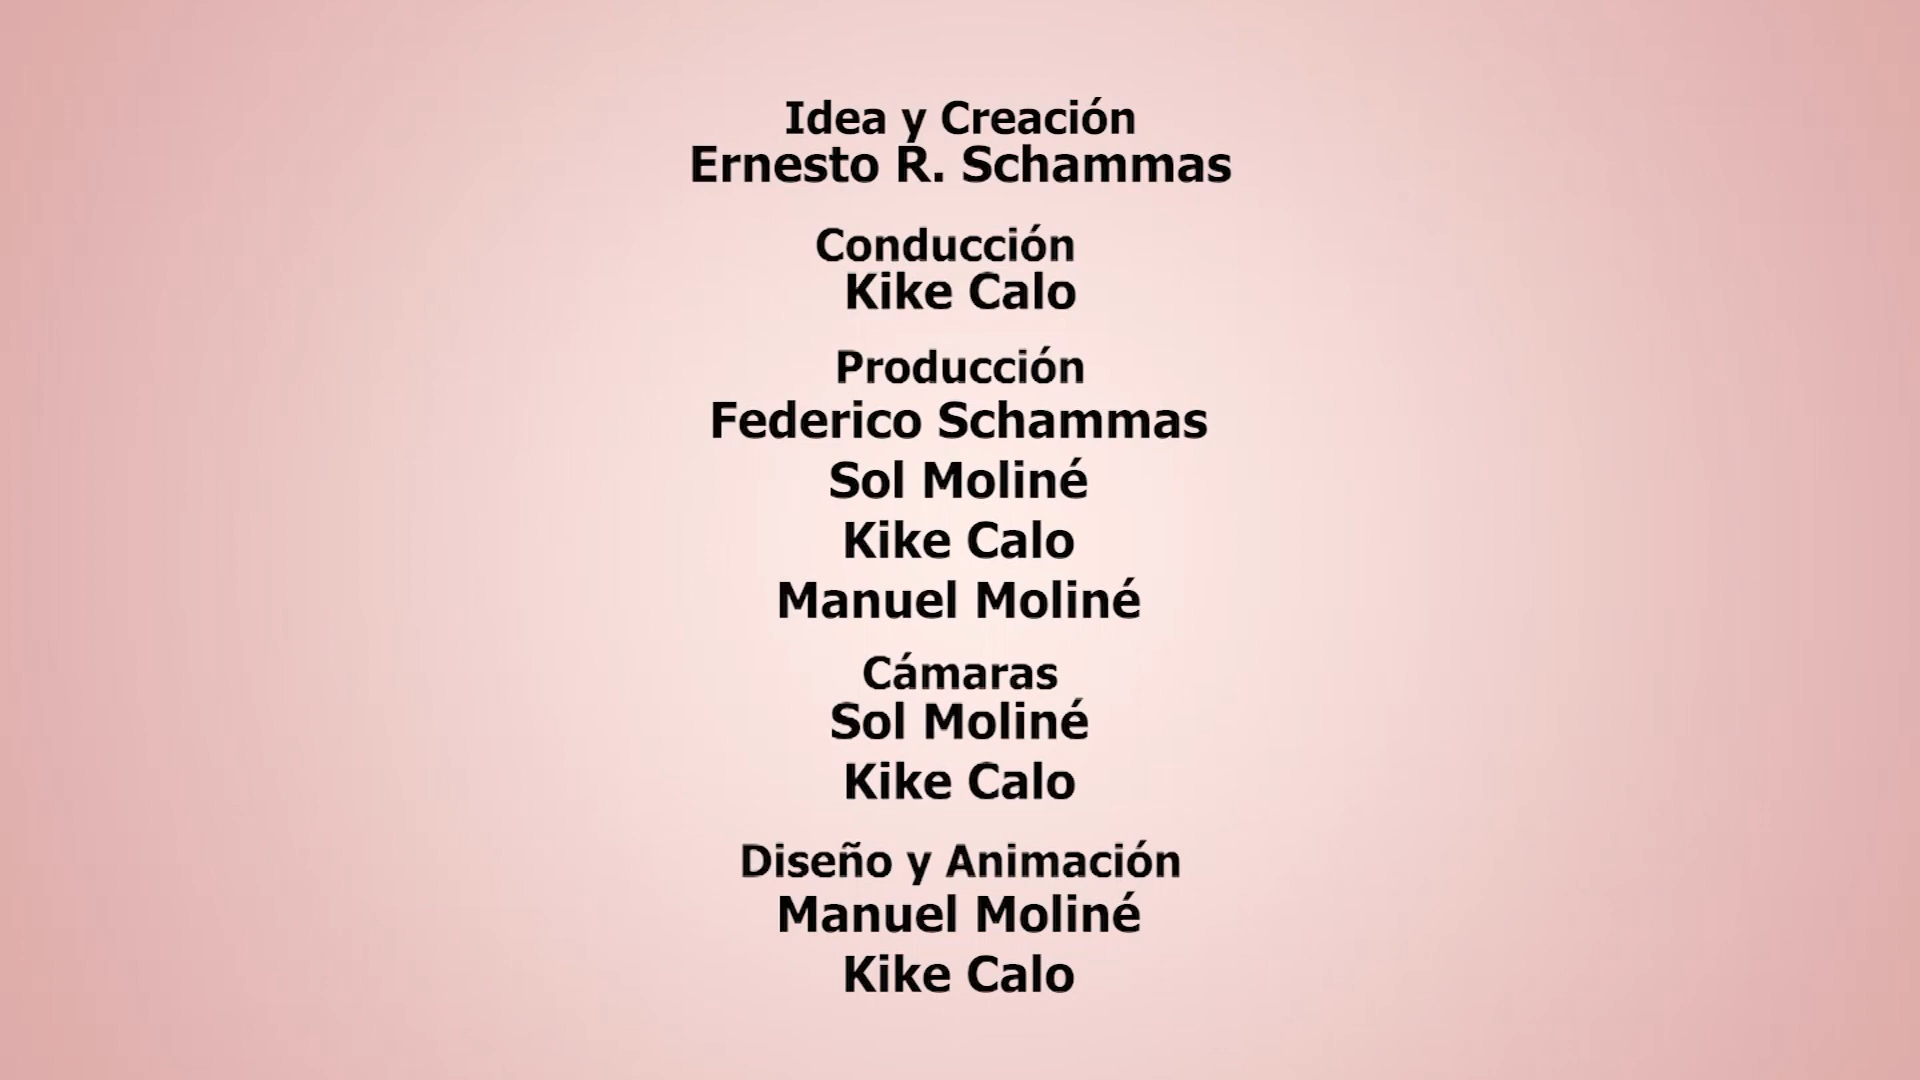 Idea y Creación
Ernesto R. Schammas
Conducción
Kike Calo
Producción
Federico Schammas
Sol Moliné
Kike Calo
Manuel Moliné
Cámaras
Sol Moliné
Kike Calo
Diseño y Animación
Manuel Moliné
Kike Calo